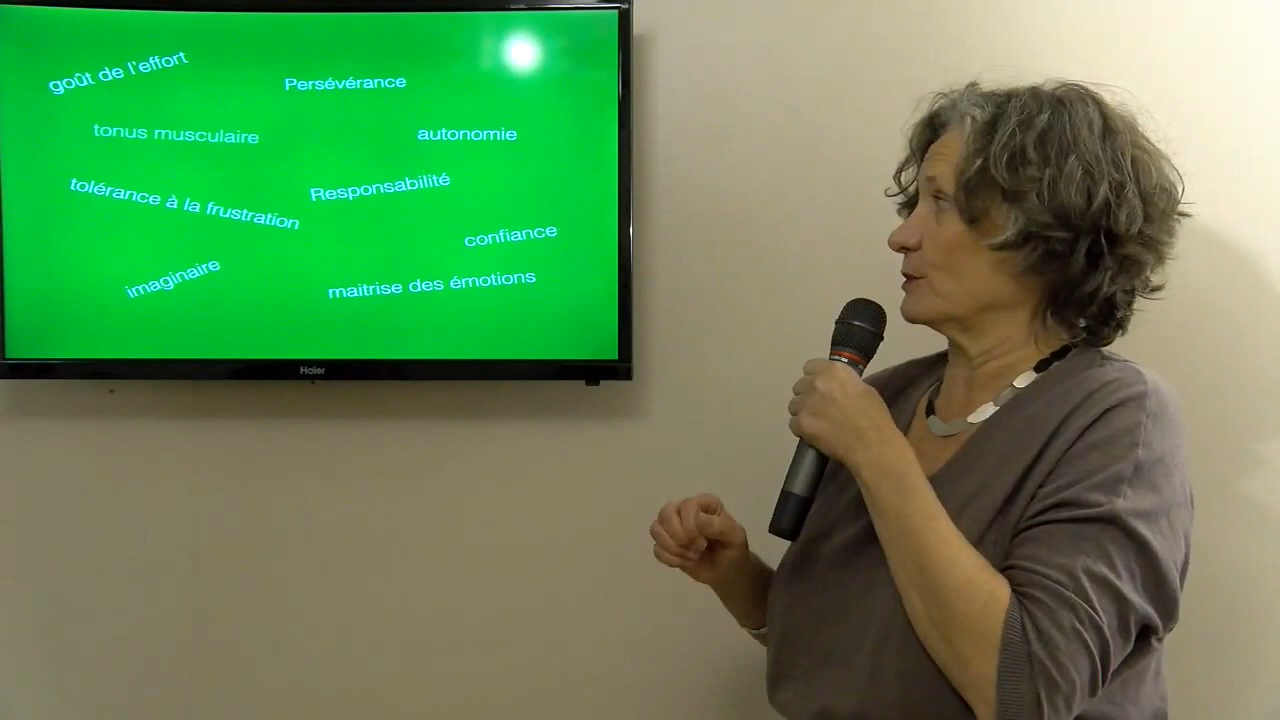 goût de l'effort
Persévérance
tonus musculaire
autonomie
tolérance à la frustration
Responsabilité
confiance
imaginaire
maitrise des émotions
Haier